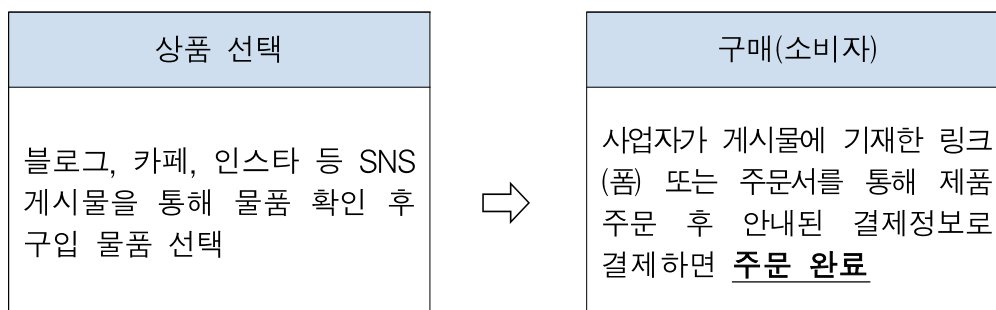 상품 선택
블로그, 카페, 인스타 등 SNS
게시물을 통해 물품 확인 후
구입 물품 선택
구매(소비자)
사업자가 게시물에 기재한 링크
(폼) 또는 주문서를 통해 제품
주문 후 안내된 결제정보로
결제하면 주문 완료